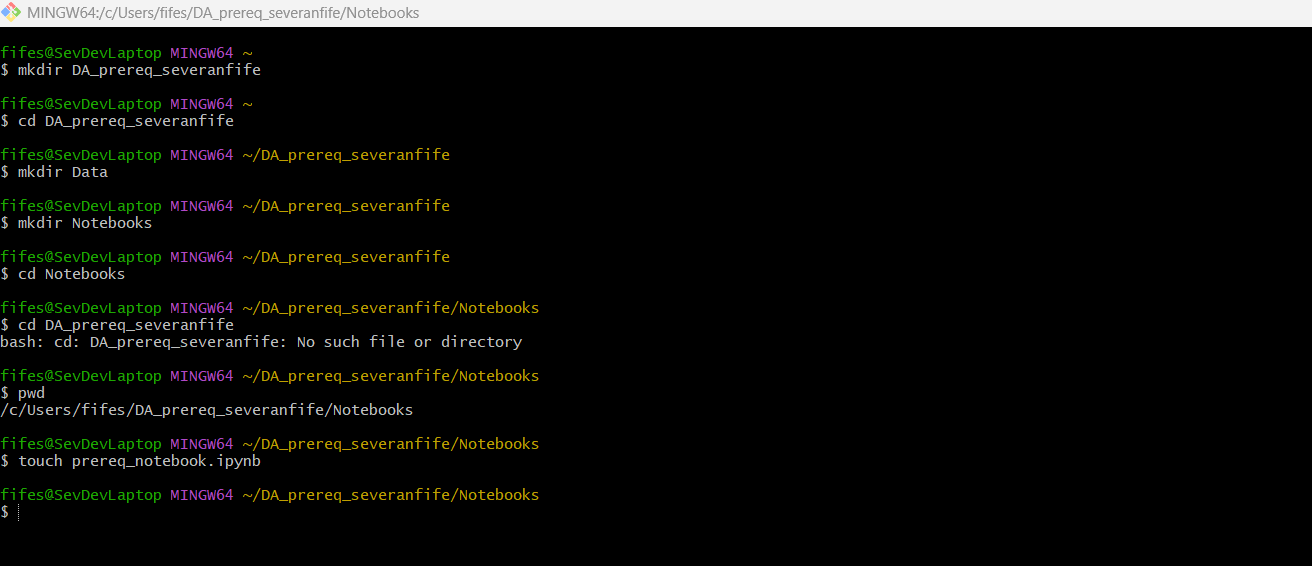 MINGW64:/c/Users/fifes/DA_prereq_severanfife/Notebooks
fifes@SevDevLaptop MINGW64 ~
$ mkdir DA_prereq_severanfife
fifes@SevDevLaptop MINGW64 ~
$ cd DA_prereq_severanfife
fifes@SevDevLaptop MINGW64 ~/DA_prereq_severanfife
$ mkdir Data
fifes@SevDevLaptop MINGW64 ~/DA_prereq_severanfife
$ mkdir Notebooks
fifes@SevDevLaptop MINGW64 ~/DA_prereq_severanfife
$ cd Notebooks
fifes@SevDevLaptop MINGW64 ~/DA_prereq_severanfife/Notebooks
$ cd DA_prereq_severanfife
bash: cd: DA_prereq_severanfife: No such file or directory
fifes@SevDevLaptop MINGW64 ~/DA_prereq_severanfife/Notebooks
$ pwd
/c/Users/fifes/DA_prereq_severanfife/Notebooks
fifes@SevDevLaptop MINGW64 ~/DA_prereq_severanfife/Notebooks
$ touch prereq_notebook.ipynb
fifes@SevDevLaptop MINGW64 ~/DA_prereq_severanfife/Notebooks
$